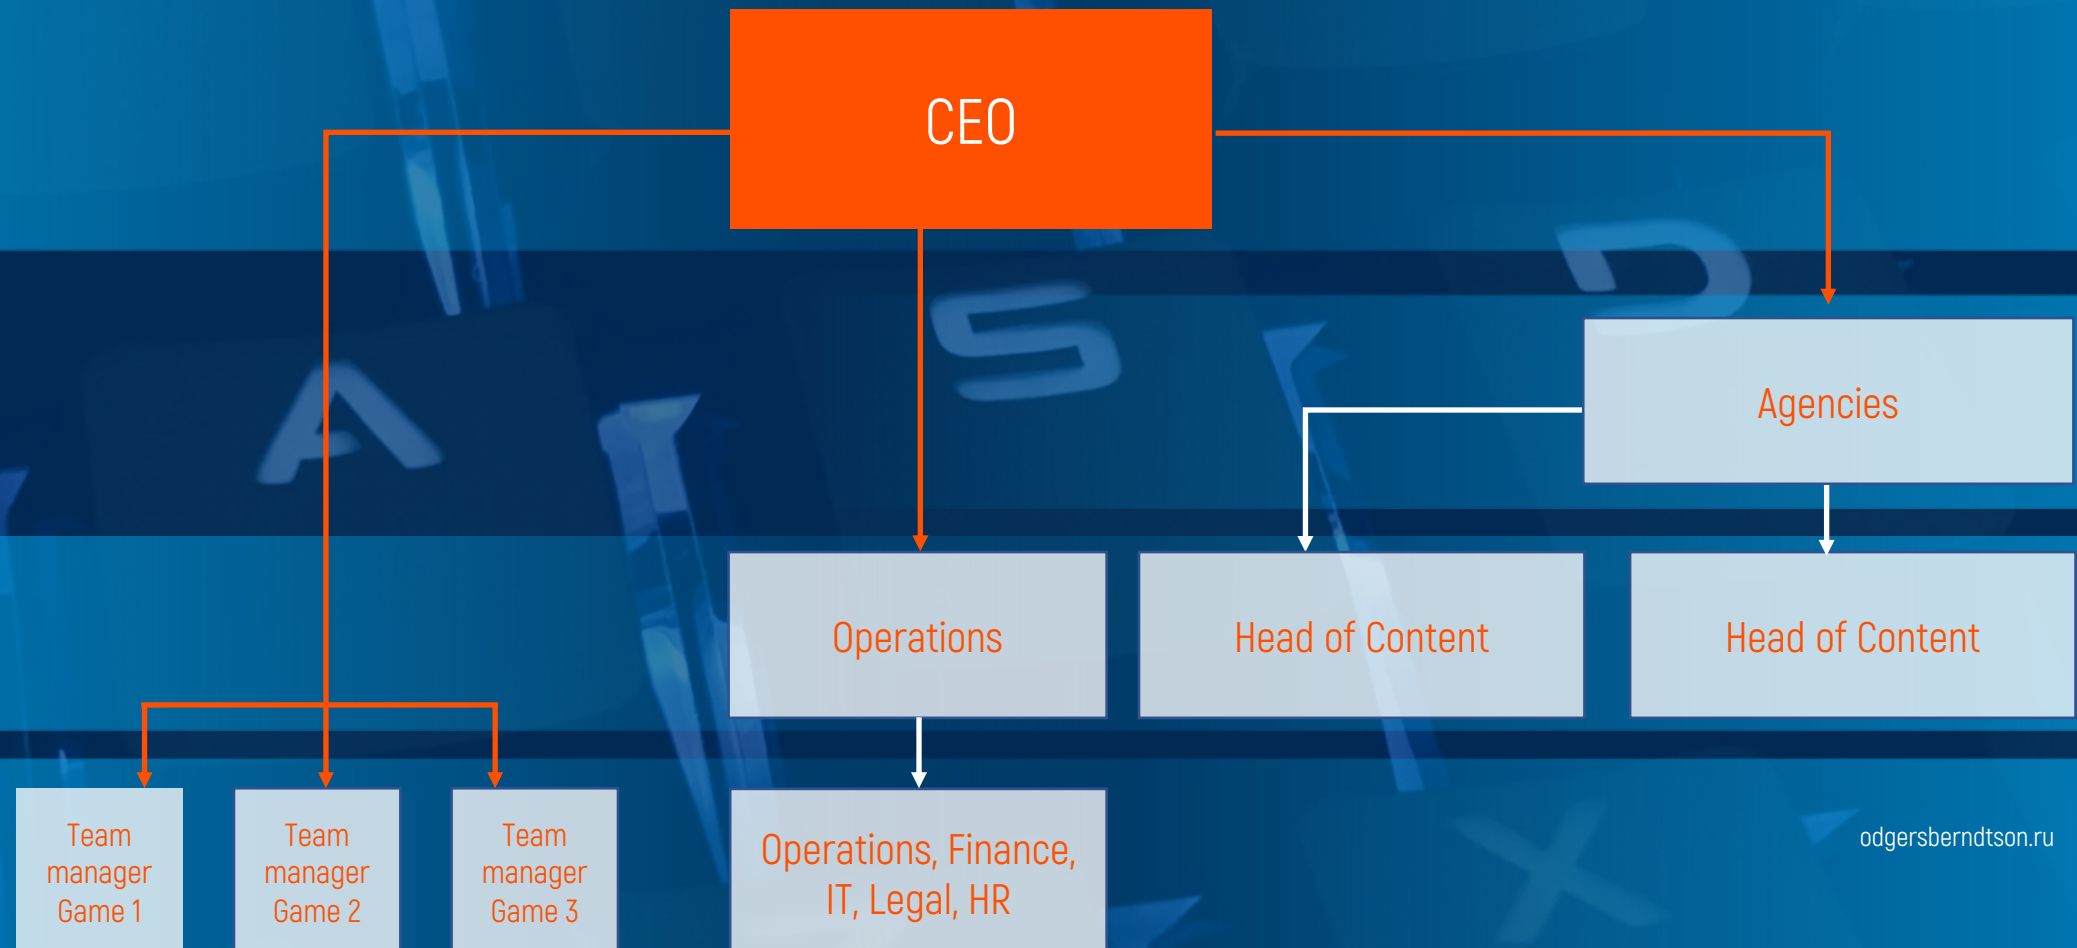 CEO
A
S
D
Agencies
Operations
Head of Content
Head of Content
Team
manager
Game 1
Team
manager
Game 2
Team
manager
Game 3
Operations, Finance,
IT, Legal, HR
X
odgersberndtson.ru